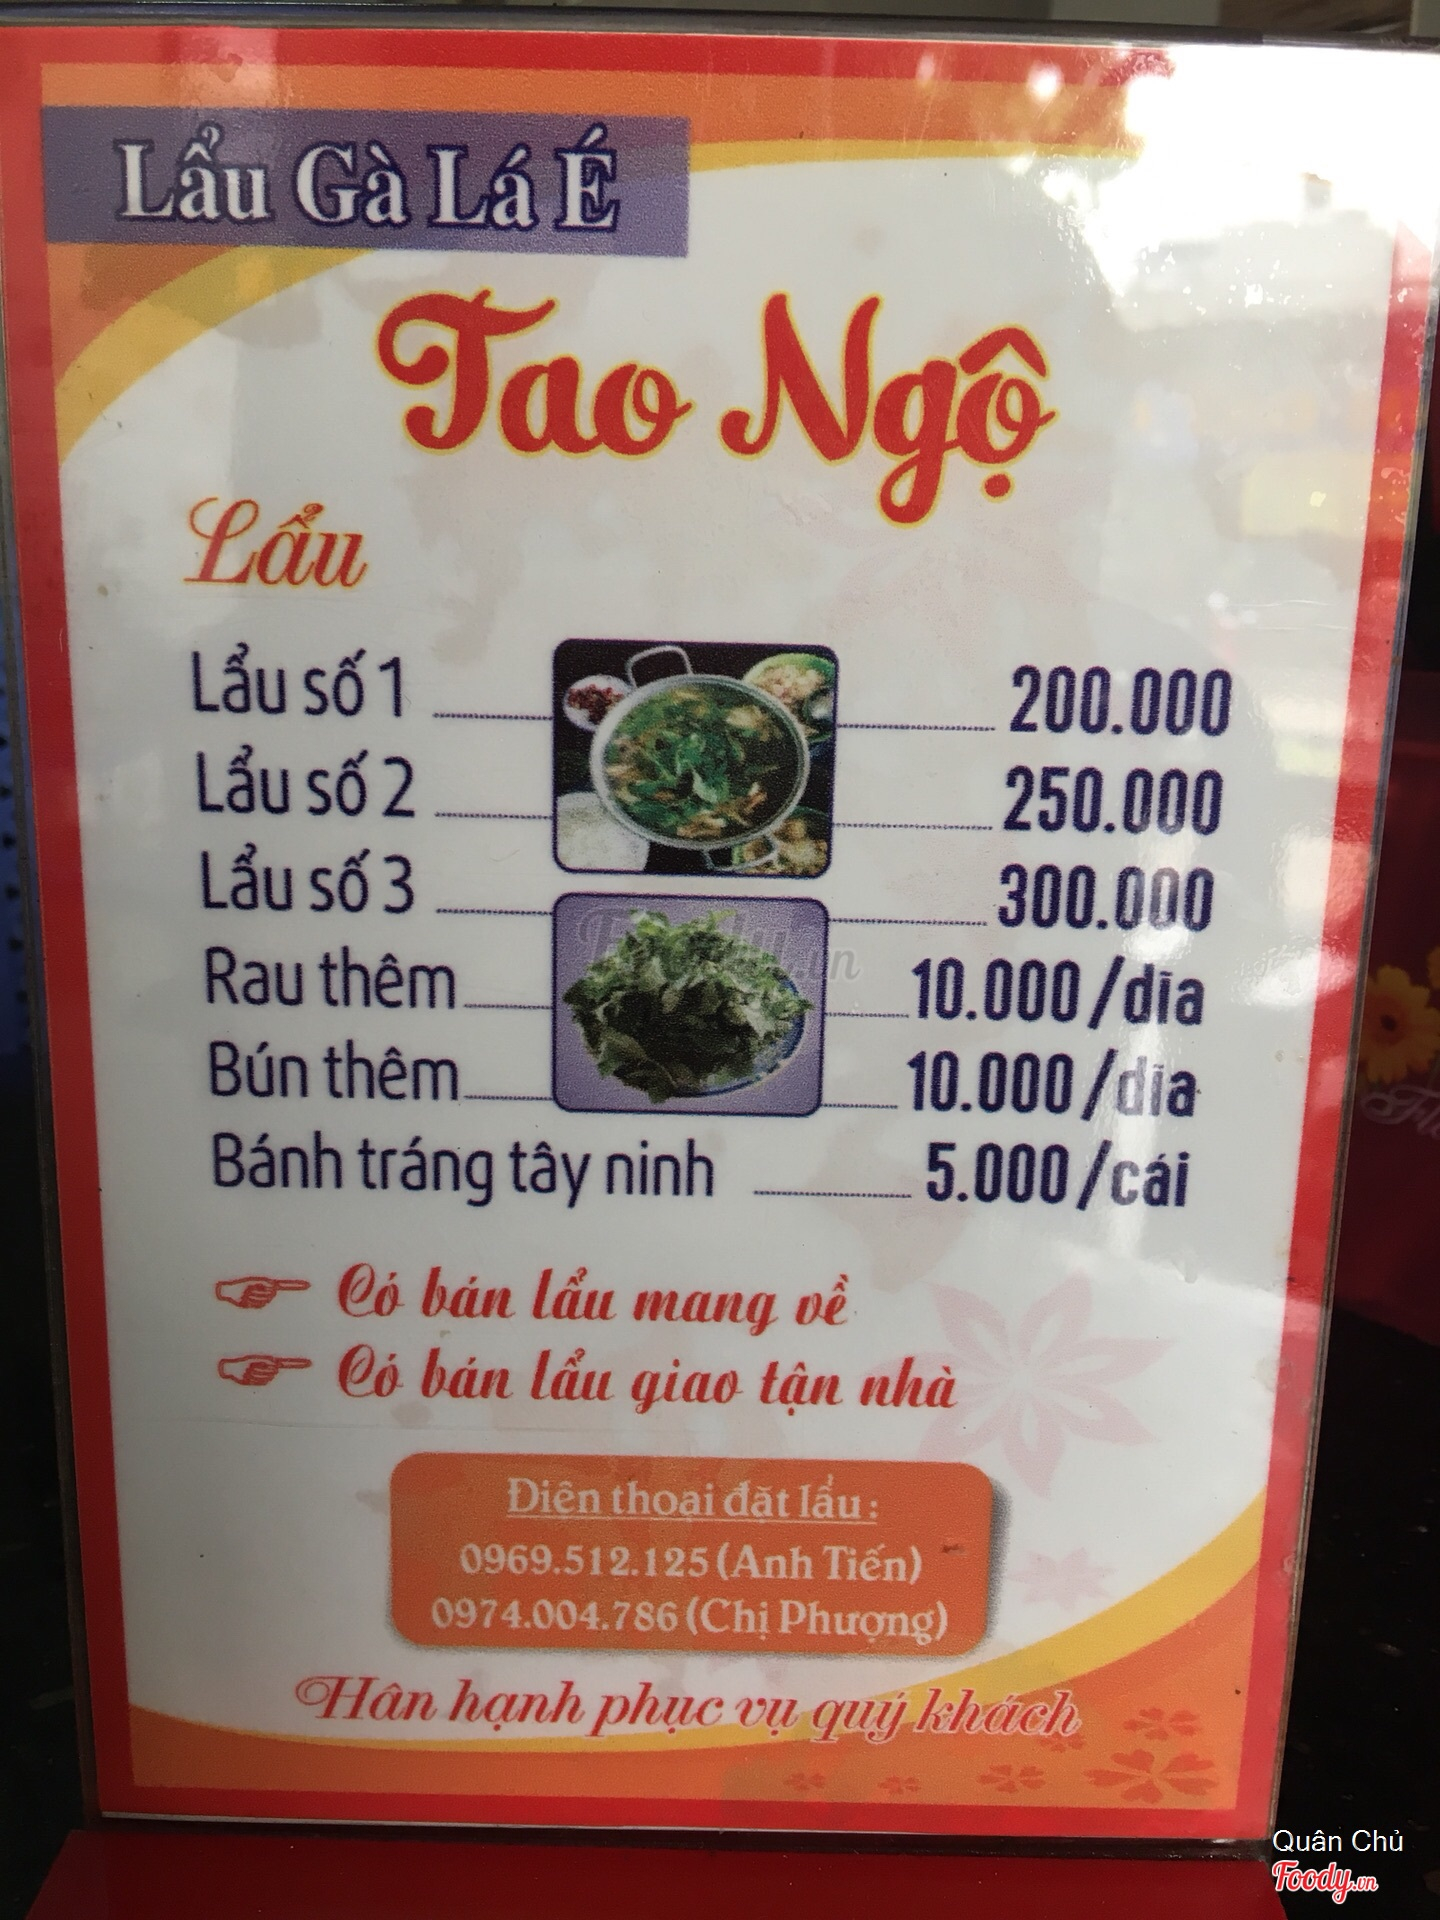 Lẩu Gà Lá É
Tao Ngộ
Lẩu
Lẩu số 1 200.000
Lẩu số 2 250.000
Lẩu số 3 300.000
Rau thêm 10.000/dĩa
Bún thêm 10.000/dĩa
Bánh tráng tây ninh 5.000/cái
Có bán lẩu mang về
Có bán lẩu giao tận nhà
Điện thoại đặt lẩu:
0969.512.125 (Anh Tiến)
0974.004.786 (Chị Phượng)
Hân hạnh phục vụ quý khách
Foody.vn
Quân Chủ
Foody.vn